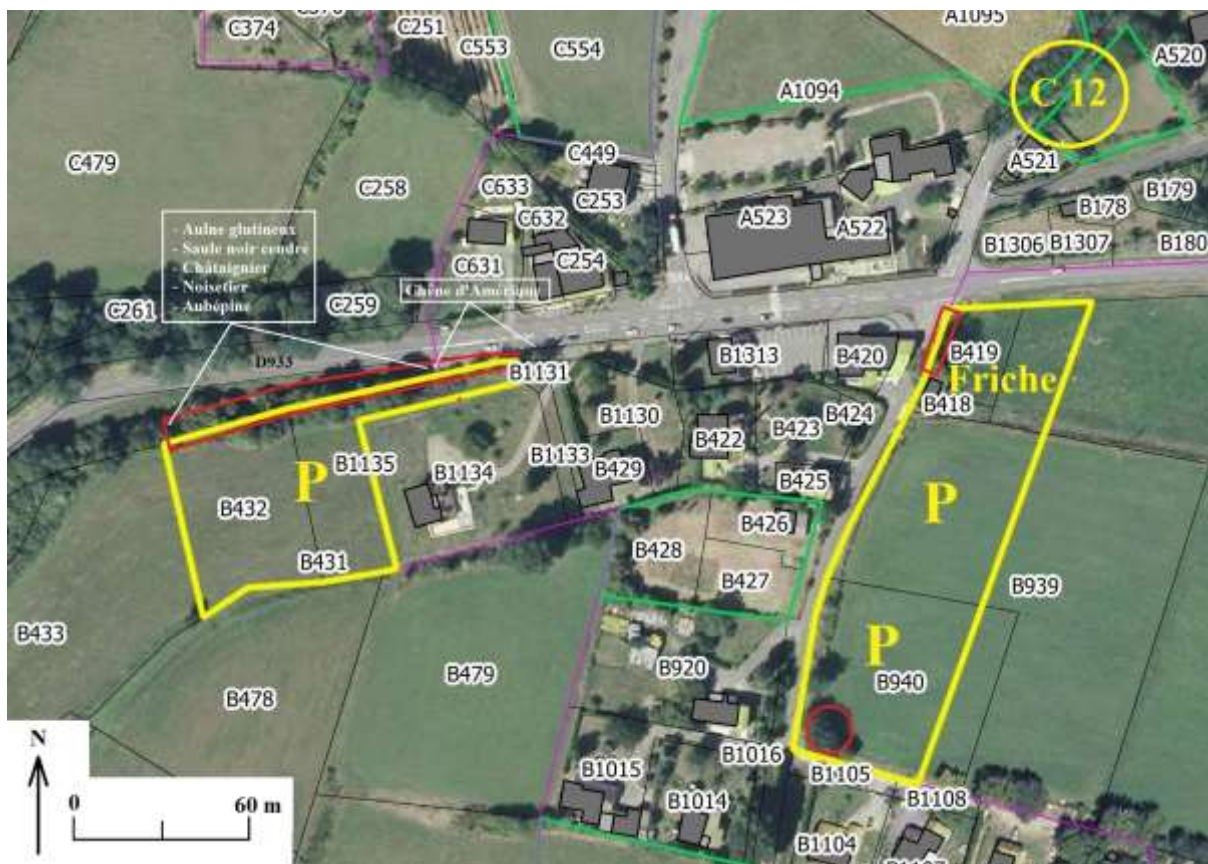 C374
C251
C553
C554
A1095
A520
C 12
A1094
C479
C258
C449
A521
C633
C253
B179
B178
C632
A523
A522
B1306
B1307
B180
- Aulne glutineux
- Saule noir cendré
- Châtaignier
- Noisetier
- Aubépine
C631
C254
Chêne d'Amérique
C261
C259
D933
B1131
B1313
B420
B419
Friche
B418
B1130
B424
B423
B422
P
B1135
B1134
B1133
B429
B425
B432
P
B426
B428
B431
B427
B939
B433
P
B920
B940
B479
B478
N
B1016
B1015
B1105
0
60 m
B1014
B1108
B1104